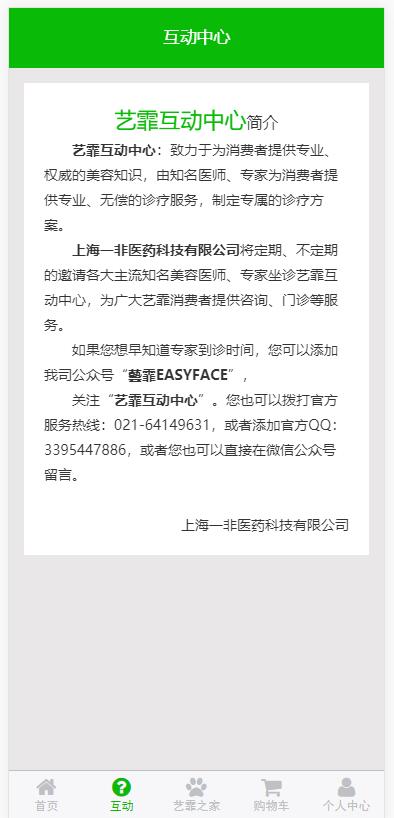 互动中心
艺霏互动中心简介
艺霏互动中心：致力于为消费者提供专业、
权威的美容知识，由知名医师、专家为消费者提
供专业、无偿的诊疗服务，制定专属的诊疗方
案。
上海一非医药科技有限公司将定期、不定期
的邀请各大主流知名美容医师、专家坐诊艺霏互
动中心，为广大艺霏消费者提供咨询、门诊等服
务。
如果您想早知道专家到诊时间，您可以添加
我司公众号“藝霏EASYFACE”，
关注“艺霏互动中心”。您也可以拨打官方
服务热线：021-64149631，或者添加官方QQ：
3395447886，或者您也可以直接在微信公众号
留言。
上海一非医药科技有限公司
首页 互动 艺霏之家 购物车 个人中心